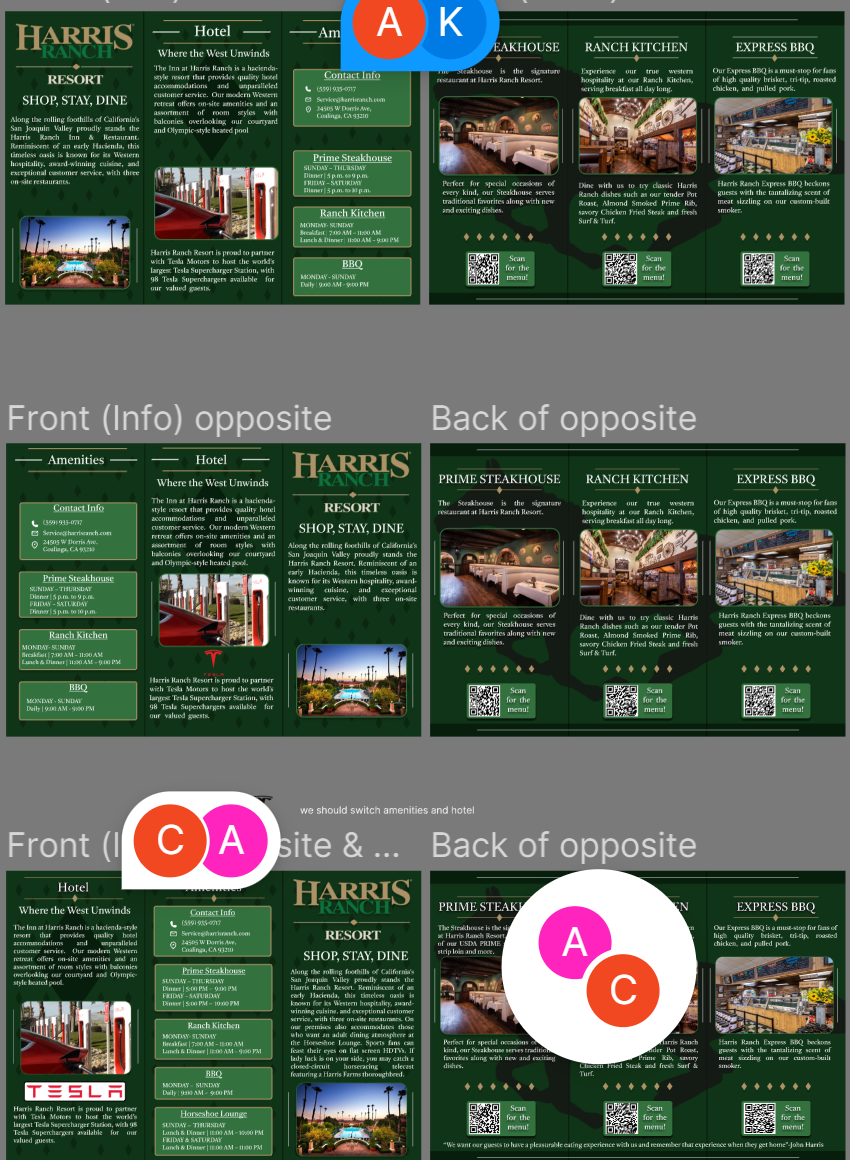 A K
HARRIS
RANCH
RESORT
SHOP, STAY, DINE
Along the rolling foothills of California's
San Joaquin Valley proudly stands the
Harris Ranch Inn & Restaurant.
Reminiscent of an early Hacienda, this
timeless oasis is known for its Western
hospitality, award-winning cuisine, and
exceptional customer service, with three
on-site restaurants.
Hotel
Where the West Unwinds
The Inn at Harris Ranch is a hacienda-
style resort that provides quality hotel
accommodations and unparalleled
customer service. Our modern Western
retreat offers on-site amenities and an
assortment of room styles with
balconies overlooking our courtyard
and Olympic-style heated pool
Harris Ranch Resort is proud to partner
with Tesla Motors to host the world's
largest Tesla Supercharger Station, with
98 Tesla Superchargers available for
our valued guests.
Am
Contact Info
(559) 935-0717
Service@harrisranch.com
24505 W Dorris Ave,
Coalinga, CA 93210
Prime Steakhouse
SUNDAY - THURSDAY
Dinner | 5 p.m. to 9 p.m.
FRIDAY - SATURDAY
Dinner | 5 p.m. to 10 p.m.
Ranch Kitchen
MONDAY- SUNDAY
Breakfast | 7:00 AM – 11:00 AM
Lunch & Dinner | 11:00 AM – 9:00 PM
BBQ
MONDAY - SUNDAY
Daily | 9:00 AM - 9:00 PM
EAKHOUSE
The Steakhouse is the signature
restaurant at Harris Ranch Resort.
Perfect for special occasions of
every kind, our Steakhouse serves
traditional favorites along with new
and exciting dishes.
Scan
for the
menu!
RANCH KITCHEN
Experience our true western
hospitality at our Ranch Kitchen,
serving breakfast all day long.
Dine with us to try classic Harris
Ranch dishes such as our tender Pot
Roast, Almond Smoked Prime Rib,
savory Chicken Fried Steak and fresh
Surf & Turf.
Scan
for the
menu!
EXPRESS BBQ
Our Express BBQ is a must-stop for fans
of high quality brisket, tri-tip, roasted
chicken, and pulled pork.
Harris Ranch Express BBQ beckons
guests with the tantalizing scent of
meat sizzling on our custom-built
smoker.
Scan
for the
menu!
Front (Info) opposite
Amenities
Contact Info
(559) 935-0717
Service@harrisranch.com
24505 W Dorris Ave,
Coalinga, CA 93210
Prime Steakhouse
SUNDAY - THURSDAY
Dinner | 5 p.m. to 9 p.m.
FRIDAY - SATURDAY
Dinner | 5 p.m. to 10 p.m.
Ranch Kitchen
MONDAY- SUNDAY
Breakfast | 7:00 AM – 11:00 AM
Lunch & Dinner | 11:00 AM – 9:00 PM
BBQ
MONDAY - SUNDAY
Daily | 9:00 AM - 9:00 PM
Hotel
Where the West Unwinds
The Inn at Harris Ranch is a hacienda-
style resort that provides quality hotel
accommodations and unparalleled
customer service. Our modern Western
retreat offers on-site amenities and an
assortment of room styles with
balconies overlooking our courtyard
and Olympic-style heated pool.
Harris Ranch Resort is proud to partner
with Tesla Motors to host the world's
largest Tesla Supercharger Station, with
98 Tesla Superchargers available for
our valued guests.
HARRIS
RANCH
RESORT
SHOP, STAY, DINE
Along the rolling foothills of California's
San Joaquin Valley proudly stands the
Harris Ranch Resort. Reminiscent of an
early Hacienda, this timeless oasis is
known for its Western hospitality, award-
winning cuisine, and exceptional
customer service, with three on-site
restaurants.
Back of opposite
PRIME STEAKHOUSE
The Steakhouse is the signature
restaurant at Harris Ranch Resort.
Perfect for special occasions of
every kind, our Steakhouse serves
traditional favorites along with new
and exciting dishes.
Scan
for the
menu!
RANCH KITCHEN
Experience our true western
hospitality at our Ranch Kitchen,
serving breakfast all day long.
Dine with us to try classic Harris
Ranch dishes such as our tender Pot
Roast, Almond Smoked Prime Rib,
savory Chicken Fried Steak and fresh
Surf & Turf.
Scan
for the
menu!
EXPRESS BBQ
Our Express BBQ is a must-stop for fans
of high quality brisket, tri-tip, roasted
chicken, and pulled pork.
Harris Ranch Express BBQ beckons
guests with the tantalizing scent of
meat sizzling on our custom-built
smoker.
Scan
for the
menu!
we should switch amenities and hotel
Front (I
C A
site & ...
Hotel
Where the West Unwinds
The Inn at Harris Ranch is a hacienda-style
resort that provides quality hotel
accommodations and unparalleled customer
service. Our modern Western retreat
offers on-site amenities and an
assortment of room styles with balconies
overlooking our courtyard and Olympic-
style heated pool.
TESLA
Harris Ranch Resort is proud to partner
with Tesla Motors to host the world's
largest Tesla Supercharger Station, with 98
Tesla Superchargers available for our
valued guests.
Amenities
Contact Info
(559) 935-0717
Service@harrisranch.com
24505 W Dorris Ave,
Coalinga, CA 93210
Prime Steakhouse
SUNDAY - THURSDAY
Dinner | 5:00 PM – 9:00 PM
FRIDAY - SATURDAY
Dinner | 5:00 PM – 10:00 PM
Ranch Kitchen
MONDAY- SUNDAY
Breakfast | 7:00 AM – 11:00 AM
Lunch & Dinner | 11:00 AM – 9:00 PM
BBQ
MONDAY - SUNDAY
Daily | 9:00 AM – 9:00 PM
Horseshoe Lounge
SUNDAY - THURSDAY
Lunch & Dinner | 11:00 AM - 10:00 PM
FRIDAY & SATURDAY
Lunch & Dinner | 11:00 AM - 11:00 PM
HARRIS
RANCH
RESORT
SHOP, STAY, DINE
Along the rolling foothills of California's
San Joaquin Valley proudly stands the
Harris Ranch Resort. Reminiscent of an
early Hacienda, this timeless oasis is
known for its Western hospitality, award-
winning cuisine, and exceptional customer
service, with three on-site restaurants. On
our premises also accommodates those
who want an adult dining atmosphere at
the Horseshoe Lounge. Sports fans can
feast their eyes on flat screen HDTVs. If
lady luck is on your side, you may catch a
closed-circuit horseracing telecast
featuring a Harris Farms thoroughbred.
Back of opposite
PRIME STEAK
The Steakhouse is the si
at Harris Ranch Resort
of our USDA PRIME
strip loin and more.
Perfect for special occasions o
kind, our Steakhouse serves traditio
favorites along with new and exciting
dishes.
Scan
for the
menu!
A
C
EN
der Pot Roast,
ime Rib, savory
Chicken Fried Steak and fresh Surf &
Turf.
Scan
for the
menu!
EXPRESS BBQ
Our Express BBQ is a must-stop for fans of
high quality brisket, tri-tip, roasted
chicken, and pulled pork.
Harris Ranch Express BBQ beckons
guests with the tantalizing scent of
meat sizzling on our custom-built
smoker.
Scan
for the
menu!
"We want our guests to have a pleasurable eating experience with us and remember that experience when they get home"-John Harris